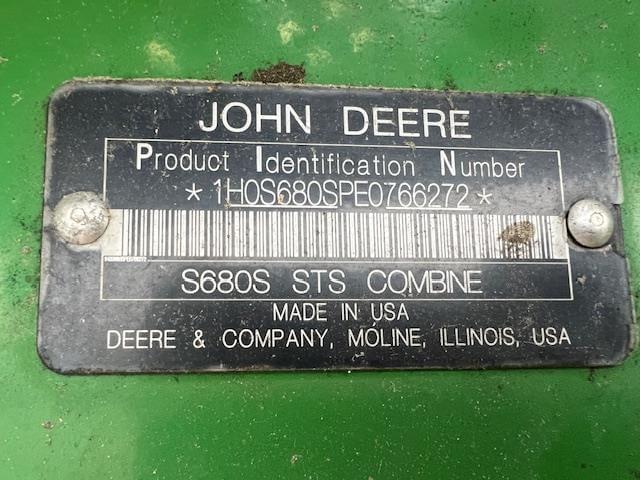 JOHN DEERE
Product Identification Number
*1H0S680SPE0766272*
S680S STS COMBINE
MADE IN USA
DEERE & COMPANY, MOLINE, ILLINOIS, USA